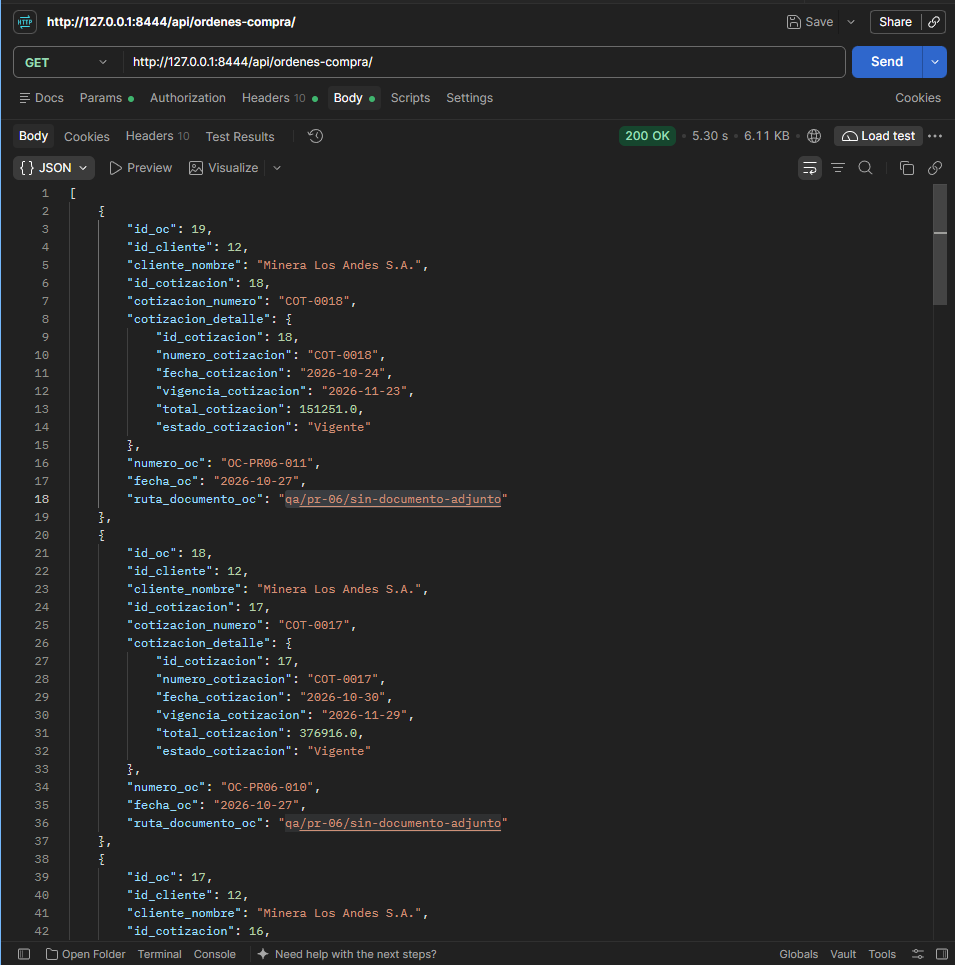 HTTP http://127.0.0.1:8444/api/ordenes-compra/ Save Share
GET http://127.0.0.1:8444/api/ordenes-compra/ Send
Docs Params Authorization Headers 10 Body Scripts Settings Cookies
Body Cookies Headers 10 Test Results 200 OK • 5.30 s • 6.11 KB • Load test
{} JSON Preview Visualize
1 [
2 {
3 "id_oc": 19,
4 "id_cliente": 12,
5 "cliente_nombre": "Minera Los Andes S.A.",
6 "id_cotizacion": 18,
7 "cotizacion_numero": "COT-0018",
8 "cotizacion_detalle": {
9 "id_cotizacion": 18,
10 "numero_cotizacion": "COT-0018",
11 "fecha_cotizacion": "2026-10-24",
12 "vigencia_cotizacion": "2026-11-23",
13 "total_cotizacion": 151251.0,
14 "estado_cotizacion": "Vigente"
15 },
16 "numero_oc": "OC-PR06-011",
17 "fecha_oc": "2026-10-27",
18 "ruta_documento_oc": "qa/pr-06/sin-documento-adjunto"
19 },
20 {
21 "id_oc": 18,
22 "id_cliente": 12,
23 "cliente_nombre": "Minera Los Andes S.A.",
24 "id_cotizacion": 17,
25 "cotizacion_numero": "COT-0017",
26 "cotizacion_detalle": {
27 "id_cotizacion": 17,
28 "numero_cotizacion": "COT-0017",
29 "fecha_cotizacion": "2026-10-30",
30 "vigencia_cotizacion": "2026-11-29",
31 "total_cotizacion": 376916.0,
32 "estado_cotizacion": "Vigente"
33 },
34 "numero_oc": "OC-PR06-010",
35 "fecha_oc": "2026-10-27",
36 "ruta_documento_oc": "qa/pr-06/sin-documento-adjunto"
37 },
38 {
39 "id_oc": 17,
40 "id_cliente": 12,
41 "cliente_nombre": "Minera Los Andes S.A.",
42 "id_cotizacion": 16,
Open Folder Terminal Console Need help with the next steps? Globals Vault Tools